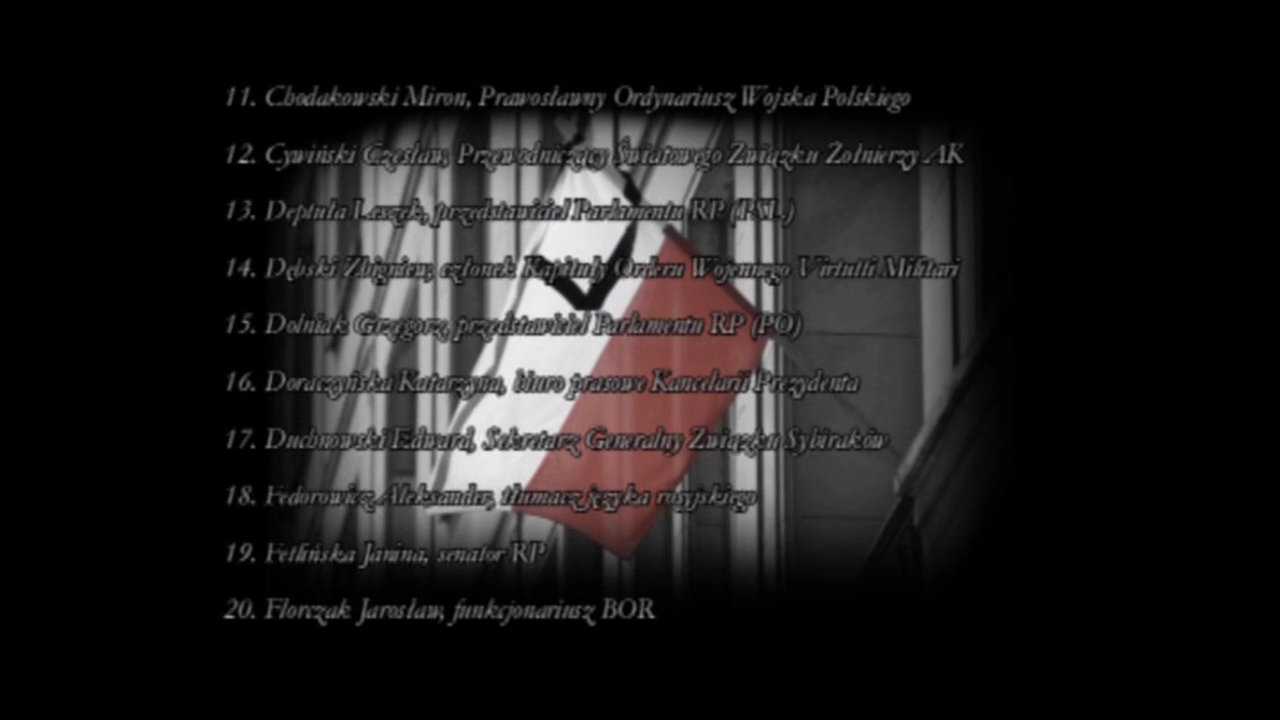 11. Chodakowski Miron, Prawosławny Ordynariusz Wojska Polskiego
12. Cywiński Czesław, Przewodniczący Światowego Związku Żołnierzy AK
13. Deptuła Leszek, przedstawiciel Parlamentu RP (PSL)
14. Dębski Zbigniew, członek Kapituły Orderu Wojennego Virtutti Militari
15. Dolniak Grzegorz, przedstawiciel Parlamentu RP (PO)
16. Doraczyńska Katarzyna, biuro prasowe Kancelarii Prezydenta
17. Duchnowski Edward, Sekretarz Generalny Związku Sybiraków
18. Fedorowicz Aleksander, tłumacz języka rosyjskiego
19. Fetlińska Janina, senator RP
20. Florczak Jarosław, funkcjonariusz BOR